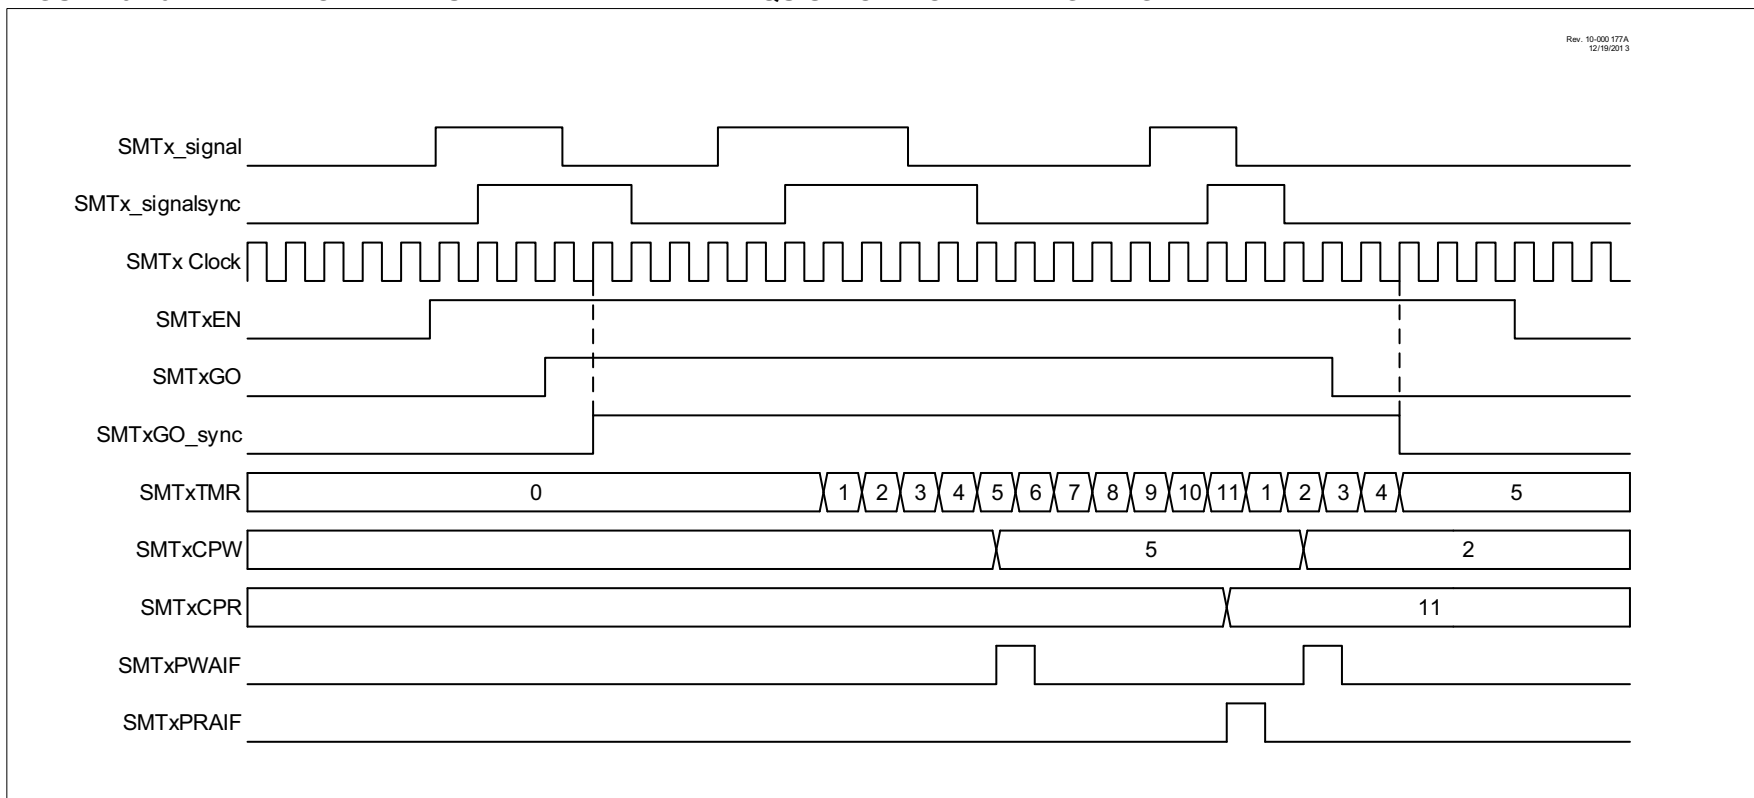 Rev. 10-000 177A
12/19/201 3
SMTx_signal
SMTx_signalsync
SMTx Clock
SMTxEN
SMTxGO
SMTxGO_sync
SMTxTMR 0 1 2 3 4 5 6 7 8 9 10 11 1 2 3 4 5
SMTxCPW 5 2
SMTxCPR 11
SMTxPWAIF
SMTxPRAIF